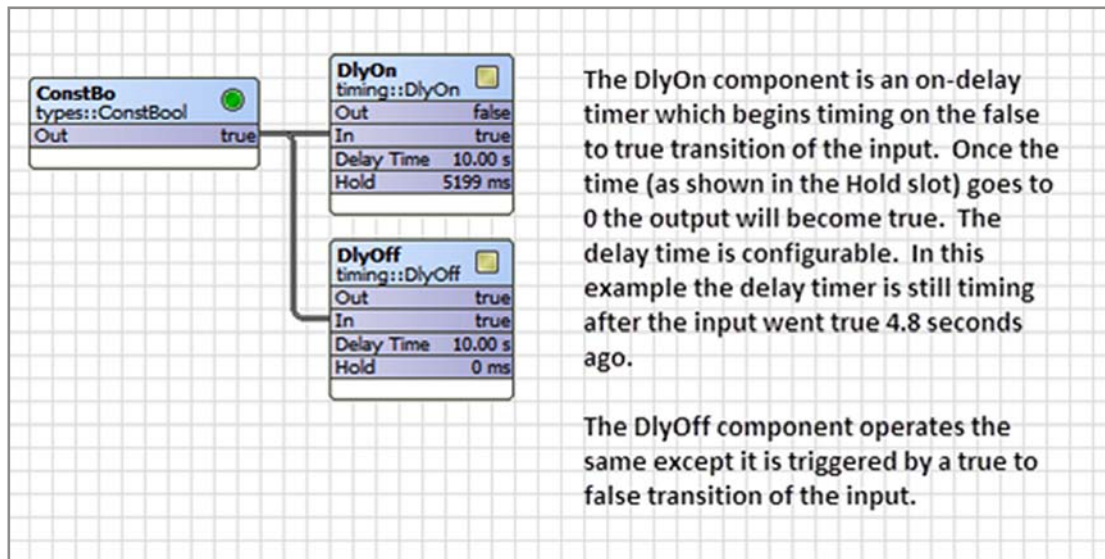 ConstBo
types::ConstBool
Out true
DlyOn
timing::DlyOn
Out false
In true
Delay Time 10.00 s
Hold 5199 ms
DlyOff
timing::DlyOff
Out true
In true
Delay Time 10.00 s
Hold 0 ms
The DlyOn component is an on-delay
timer which begins timing on the false
to true transition of the input. Once the
time (as shown in the Hold slot) goes to
0 the output will become true. The
delay time is configurable. In this
example the delay timer is still timing
after the input went true 4.8 seconds
ago.
The DlyOff component operates the
same except it is triggered by a true to
false transition of the input.